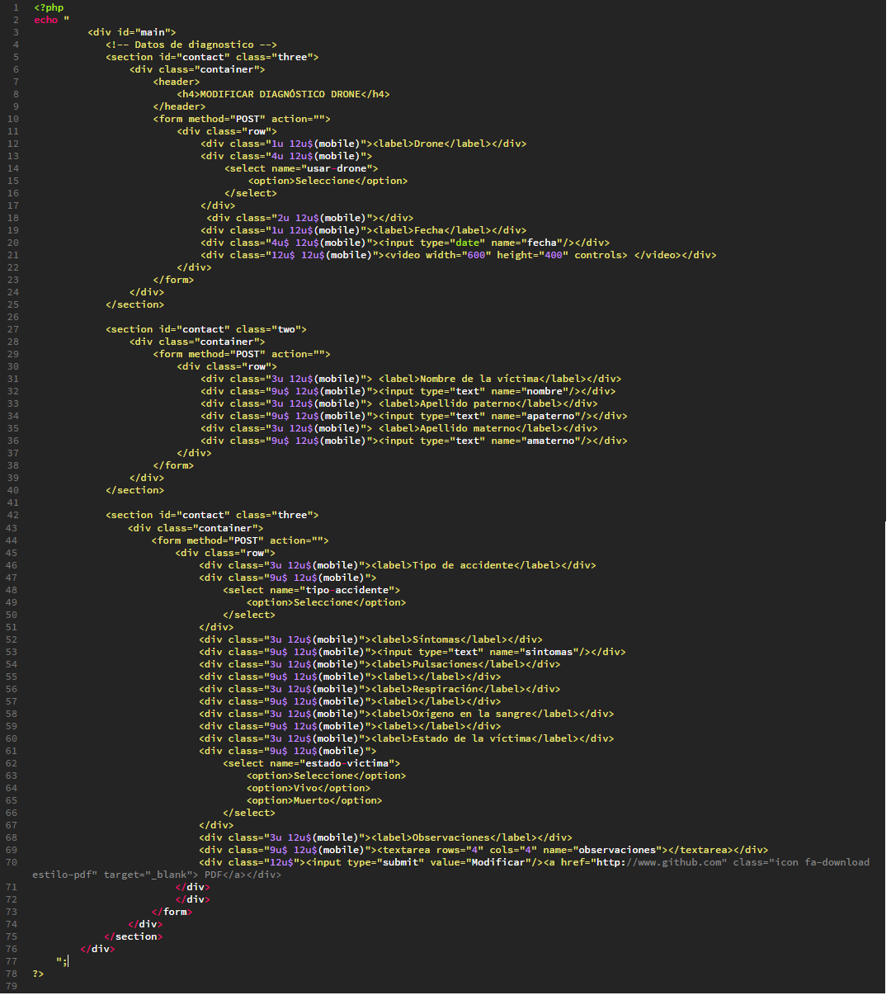 1 <?php
2 echo "
3 <div id="main">
4 <!-- Datos de diagnostico -->
5 <section id="contact" class="three">
6 <div class="container">
7 <header>
8 <h4>MODIFICAR DIAGNÓSTICO DRONE</h4>
9 </header>
10 <form method="POST" action="">
11 <div class="row">
12 <div class="1u 12u$(mobile)"><label>Drone</label></div>
13 <div class="4u 12u$(mobile)">
14 <select name="usar-drone">
15 <option>Seleccione</option>
16 </select>
17 </div>
18 <div class="2u 12u$(mobile)"></div>
19 <div class="1u 12u$(mobile)"><label>Fecha</label></div>
20 <div class="4u$ 12u$(mobile)"><input type="date" name="fecha"/></div>
21 <div class="12u$ 12u$(mobile)"><video width="600" height="400" controls> </video></div>
22 </div>
23 </form>
24 </div>
25 </section>
26
27 <section id="contact" class="two">
28 <div class="container">
29 <form method="POST" action="">
30 <div class="row">
31 <div class="3u 12u$(mobile)"> <label>Nombre de la víctima</label></div>
32 <div class="9u$ 12u$(mobile)"><input type="text" name="nombre"/></div>
33 <div class="3u 12u$(mobile)"> <label>Apellido paterno</label></div>
34 <div class="9u$ 12u$(mobile)"><input type="text" name="apaterno"/></div>
35 <div class="3u 12u$(mobile)"> <label>Apellido materno</label></div>
36 <div class="9u$ 12u$(mobile)"><input type="text" name="amaterno"/></div>
37 </div>
38 </form>
39 </div>
40 </section>
41
42 <section id="contact" class="three">
43 <div class="container">
44 <form method="POST" action="">
45 <div class="row">
46 <div class="3u 12u$(mobile)"><label>Tipo de accidente</label></div>
47 <div class="9u$ 12u$(mobile)">
48 <select name="tipo-accidente">
49 <option>Seleccione</option>
50 </select>
51 </div>
52 <div class="3u 12u$(mobile)"><label>Síntomas</label></div>
53 <div class="9u$ 12u$(mobile)"><input type="text" name="sintomas"/></div>
54 <div class="3u 12u$(mobile)"><label>Pulsaciones</label></div>
55 <div class="9u$ 12u$(mobile)"><label></label></div>
56 <div class="3u 12u$(mobile)"><label>Respiración</label></div>
57 <div class="9u$ 12u$(mobile)"><label></label></div>
58 <div class="3u 12u$(mobile)"><label>Oxígeno en la sangre</label></div>
59 <div class="9u$ 12u$(mobile)"><label></label></div>
60 <div class="3u 12u$(mobile)"><label>Estado de la víctima</label></div>
61 <div class="9u$ 12u$(mobile)">
62 <select name="estado-victima">
63 <option>Seleccione</option>
64 <option>Vivo</option>
65 <option>Muerto</option>
66 </select>
67 </div>
68 <div class="3u 12u$(mobile)"><label>Observaciones</label></div>
69 <div class="9u$ 12u$(mobile)"><textarea rows="4" cols="4" name="observaciones"></textarea></div>
70 <div class="12u$"><input type="submit" value="Modificar"/><a href="http://www.github.com" class="icon fa-download
estilo-pdf" target="_blank"> PDF</a></div>
71 </div>
72 </div>
73 </form>
74 </div>
75 </section>
76 </div>
77 ";
78 ?>
79